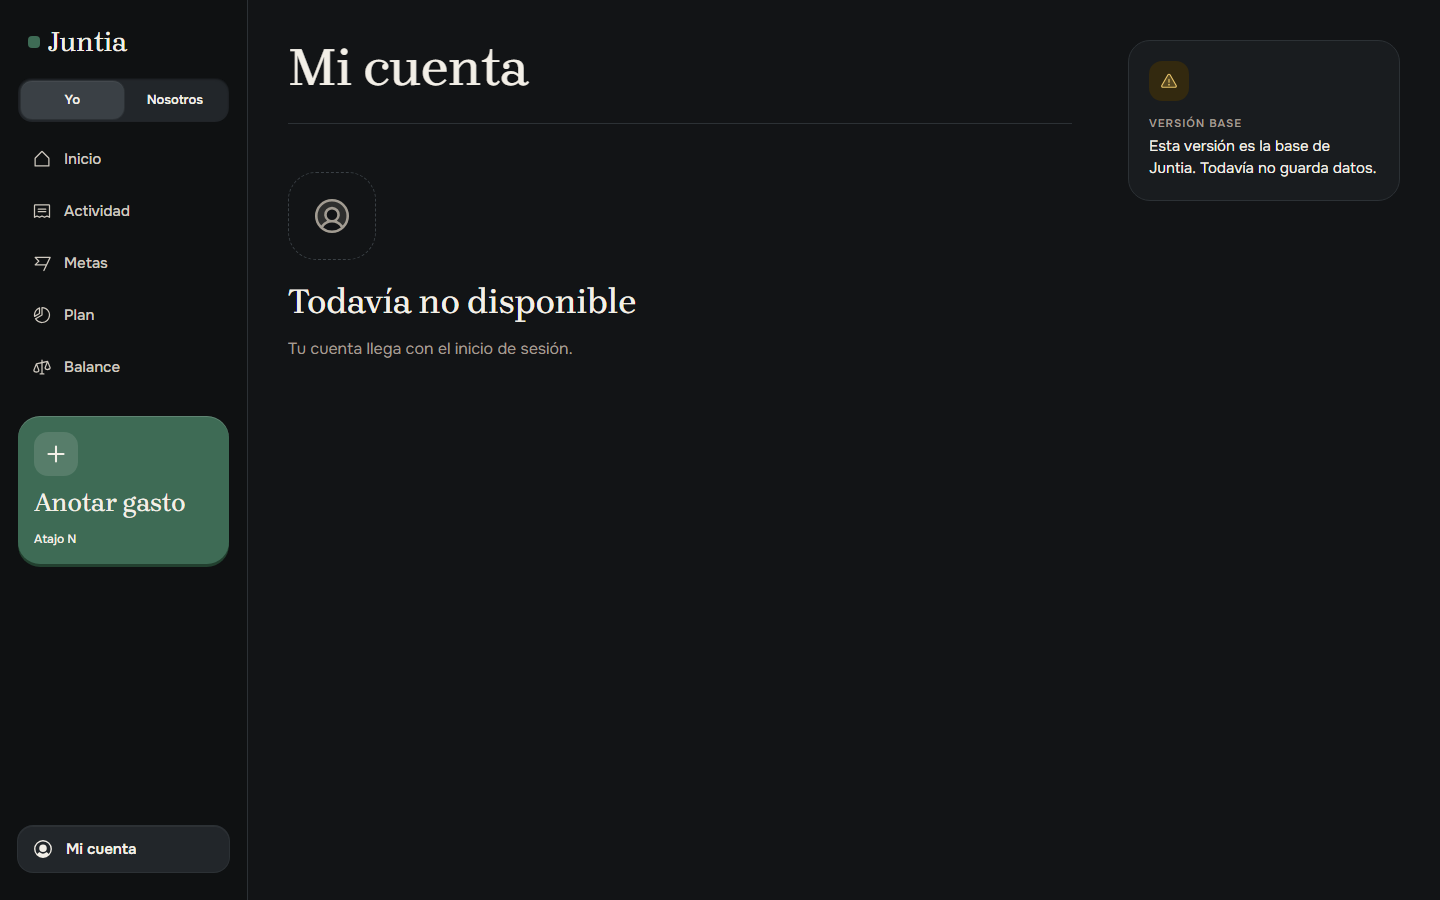 Juntia
Yo
Nosotros
Inicio
Actividad
Metas
Plan
Balance
Anotar gasto
Atajo N
Mi cuenta
Mi cuenta
Todavía no disponible
Tu cuenta llega con el inicio de sesión.
VERSIÓN BASE
Esta versión es la base de
Juntia. Todavía no guarda datos.